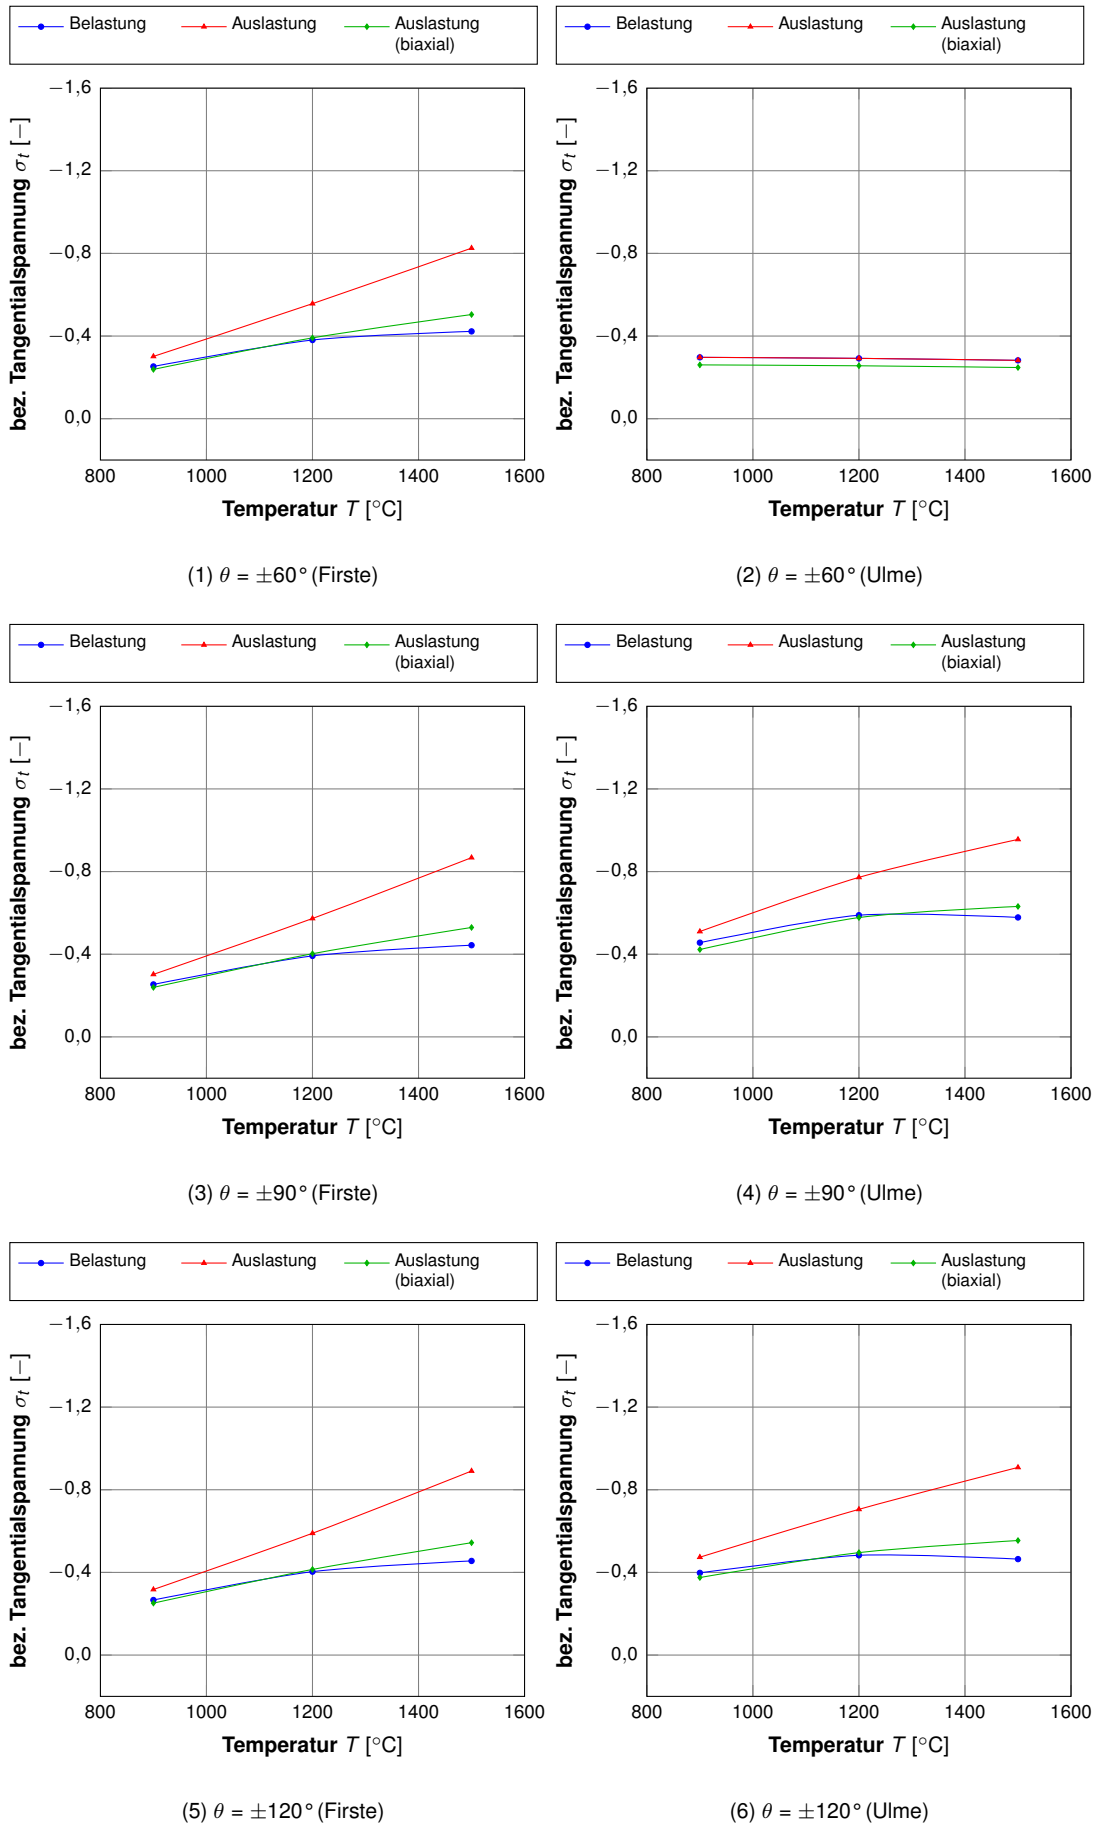 Belastung Auslastung Auslastung
(biaxial)
−1,6
−1,2
−0,8
−0,4
0,0
800 1000 1200 1400 1600
bez. Tangentialspannung σt [−]
Temperatur T [°C]
(1) θ = ±60° (Firste)
Belastung Auslastung Auslastung
(biaxial)
−1,6
−1,2
−0,8
−0,4
0,0
800 1000 1200 1400 1600
bez. Tangentialspannung σt [−]
Temperatur T [°C]
(2) θ = ±60° (Ulme)
Belastung Auslastung Auslastung
(biaxial)
−1,6
−1,2
−0,8
−0,4
0,0
800 1000 1200 1400 1600
bez. Tangentialspannung σt [−]
Temperatur T [°C]
(3) θ = ±90° (Firste)
Belastung Auslastung Auslastung
(biaxial)
−1,6
−1,2
−0,8
−0,4
0,0
800 1000 1200 1400 1600
bez. Tangentialspannung σt [−]
Temperatur T [°C]
(4) θ = ±90° (Ulme)
Belastung Auslastung Auslastung
(biaxial)
−1,6
−1,2
−0,8
−0,4
0,0
800 1000 1200 1400 1600
bez. Tangentialspannung σt [−]
Temperatur T [°C]
(5) θ = ±120° (Firste)
Belastung Auslastung Auslastung
(biaxial)
−1,6
−1,2
−0,8
−0,4
0,0
800 1000 1200 1400 1600
bez. Tangentialspannung σt [−]
Temperatur T [°C]
(6) θ = ±120° (Ulme)